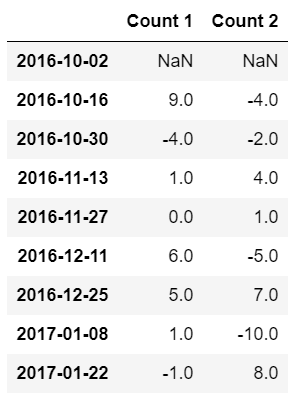 Count 1 Count 2
2016-10-02 NaN NaN
2016-10-16 9.0 -4.0
2016-10-30 -4.0 -2.0
2016-11-13 1.0 4.0
2016-11-27 0.0 1.0
2016-12-11 6.0 -5.0
2016-12-25 5.0 7.0
2017-01-08 1.0 -10.0
2017-01-22 -1.0 8.0